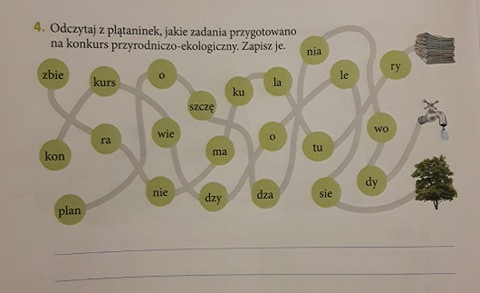 4. Odczytaj z plątaninek, jakie zadania przygotowano
na konkurs przyrodniczo-ekologiczny. Zapisz je.
nia
zbie kurs o ku la le ry
szczę
ra wie ma o tu wo
kon
plan nie dzy dza sie dy